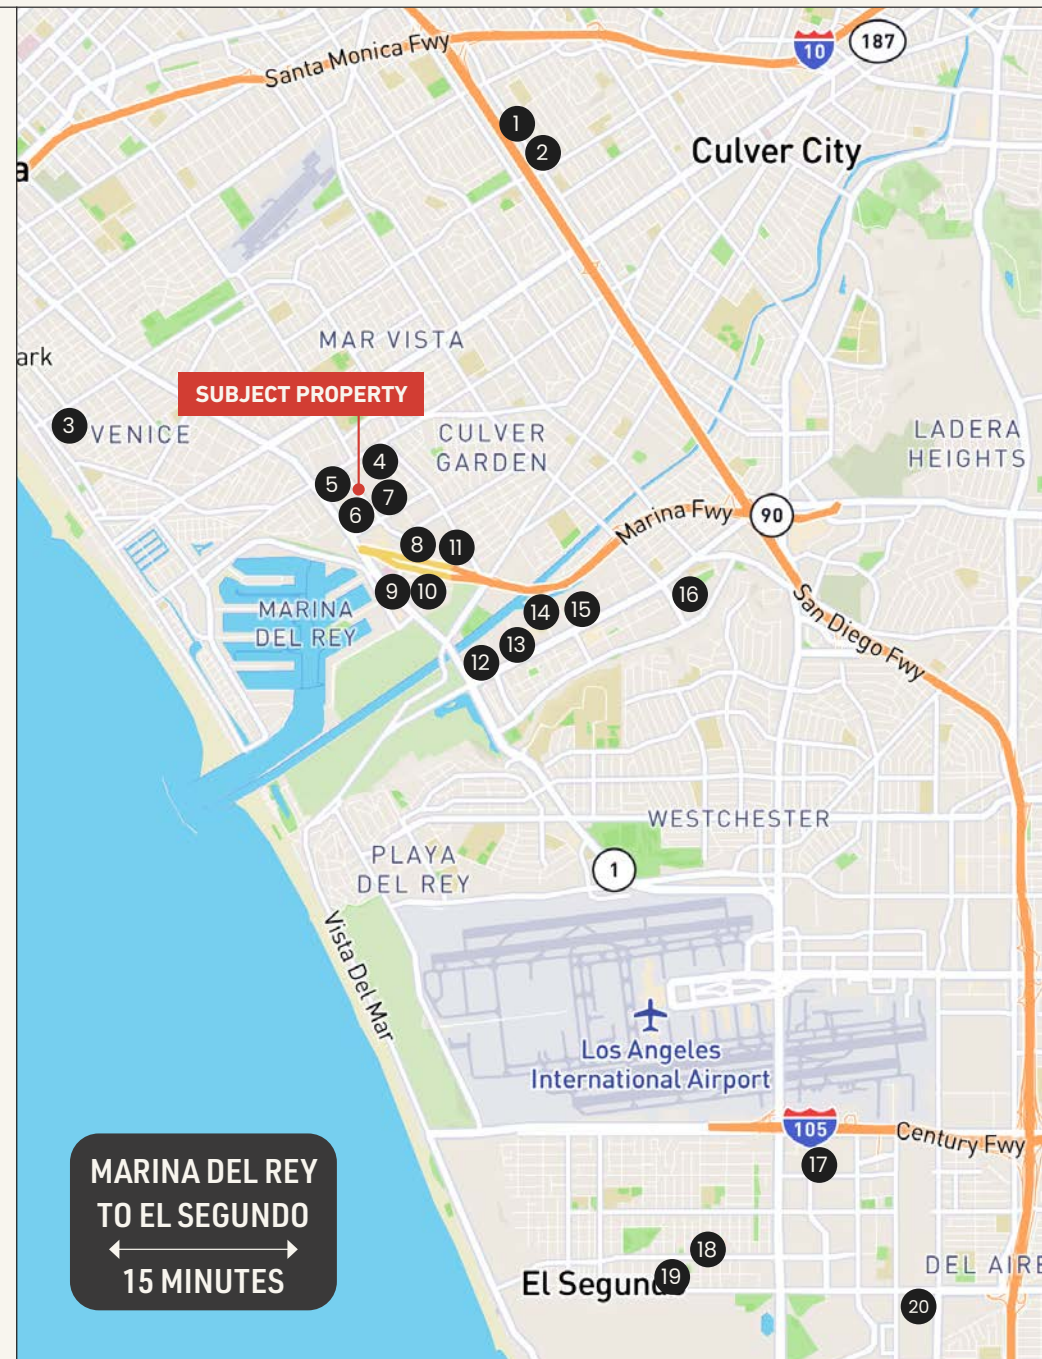 10
187
Santa Monica Fwy
1
2
Culver City
a
MAR VISTA
ark
SUBJECT PROPERTY
3
VENICE
CULVER
GARDEN
LADERA
HEIGHTS
4
5
7
6
Marina Fwy
90
8
11
9
10
MARINA
DEL REY
14
15
16
13
12
San Diego Fwy
WESTCHESTER
PLAYA
DEL REY
1
Vista Del Mar
Los Angeles
International Airport
105
Century Fwy
17
MARINA DEL REY
TO EL SEGUNDO
15 MINUTES
18
El Segun
19
DEL AIRE
20